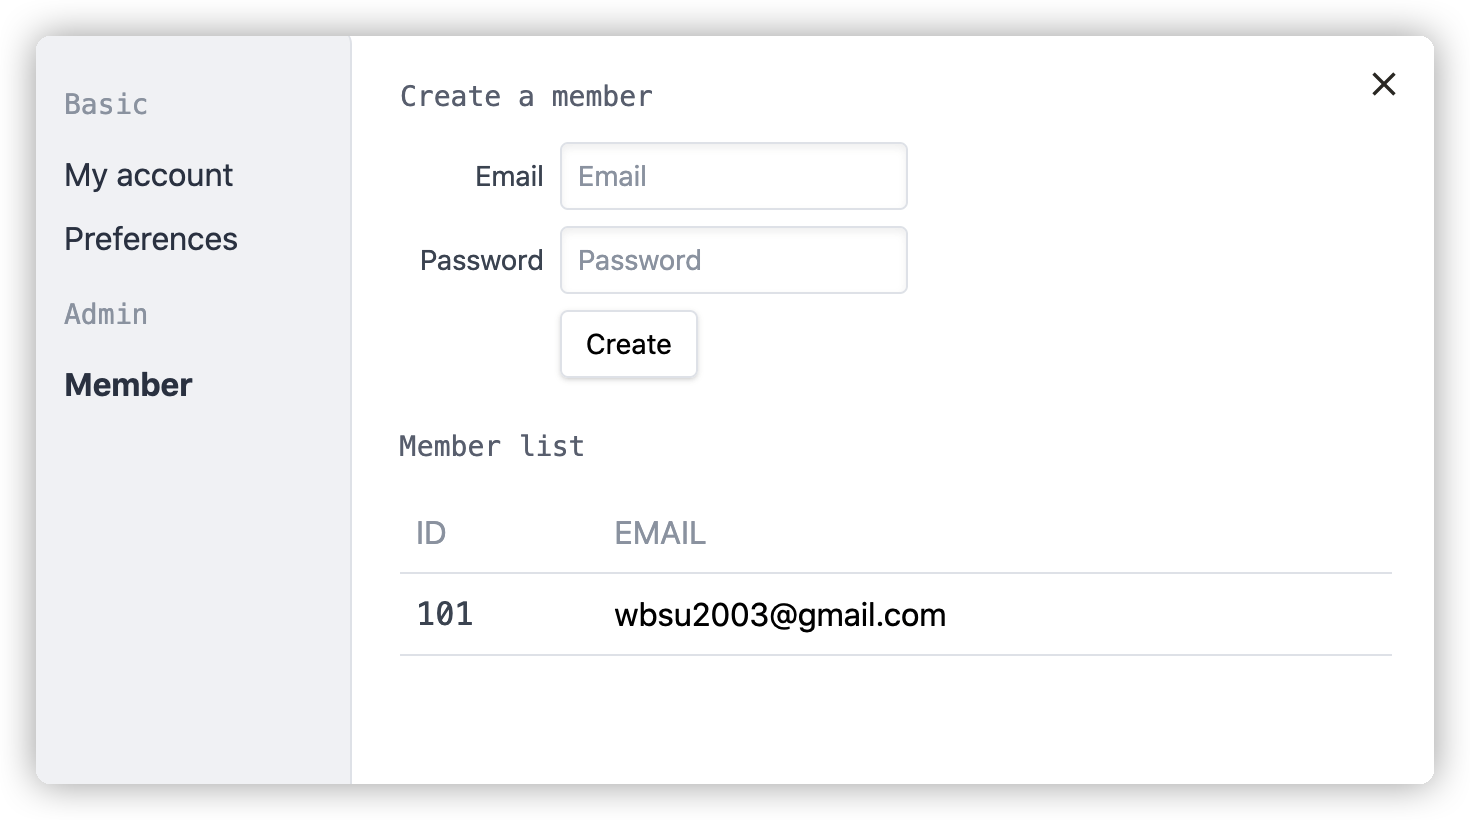 Basic
My account
Preferences
Admin
Member
Create a member
Email Email
Password Password
Create
Member list
ID EMAIL
101 wbsu2003@gmail.com